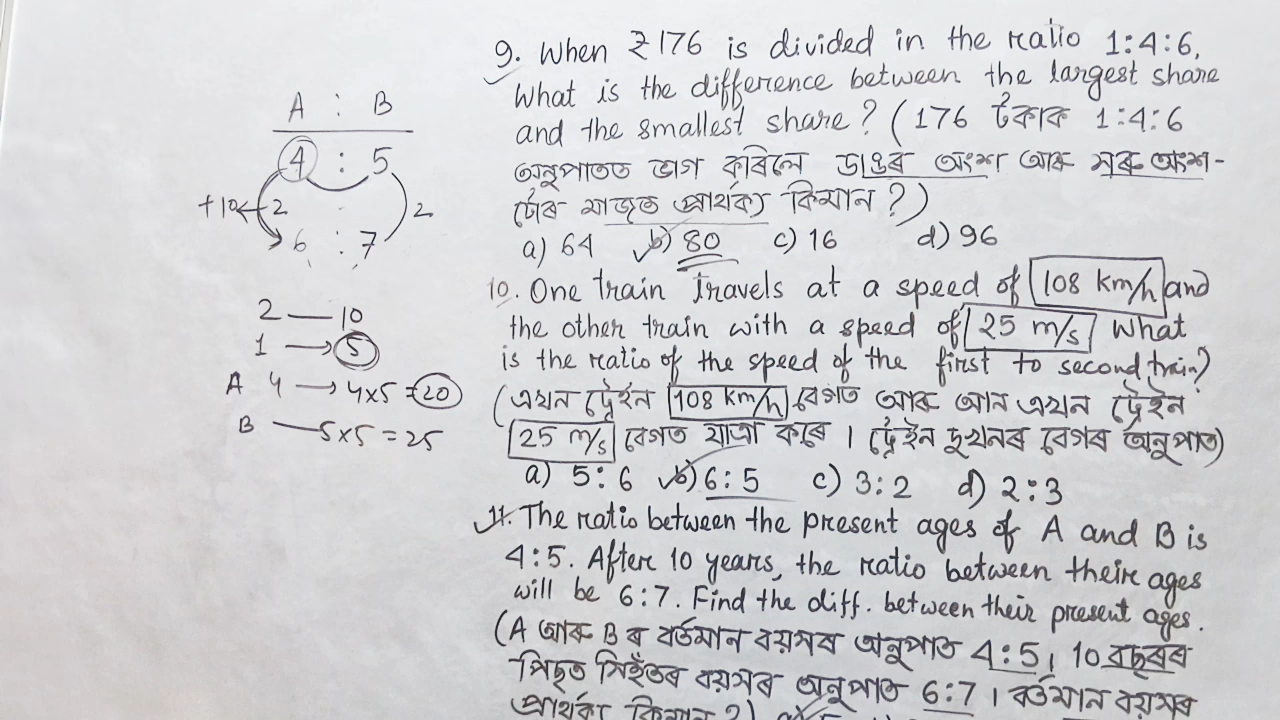 A : B
4 : 5
+10 ← 2 : 2
6 : 7
2 — 10
1 → 5
A 4 → 4x5 = 20
B — 5x5 = 25
9. When ₹176 is divided in the ratio 1:4:6,
What is the difference between the largest share
and the smallest share? (176 টকাক 1:4:6
অনুপাতত ভাগ কৰিলে ডাঙৰ অংশ আৰু সৰু অংশ-
টোৰ মাজত প্ৰাৰ্থক্য কিমান?)
a) 64 b) 80 c) 16 d) 96
10. One train travels at a speed of 108 km/h and
the other train with a speed of 25 m/s What
is the ratio of the speed of the first to second train?
(এখন ট্ৰেইন 108 km/h বেগত আৰু আন এখন ট্ৰেইন
25 m/s বেগত যাত্ৰা কৰে। ট্ৰেইন দুখনৰ বেগৰ অনুপাত)
a) 5:6 b) 6:5 c) 3:2 d) 2:3
11. The ratio between the present ages of A and B is
4:5. After 10 years, the ratio between their ages
will be 6:7. Find the diff. between their present ages.
(A আৰু B ৰ বৰ্তমান বয়সৰ অনুপাত 4:5। 10 বছৰৰ
পিছত সিহঁতৰ বয়সৰ অনুপাত 6:7। বৰ্তমান বয়সৰ
প্ৰাৰ্থক্য কিমান?) a)